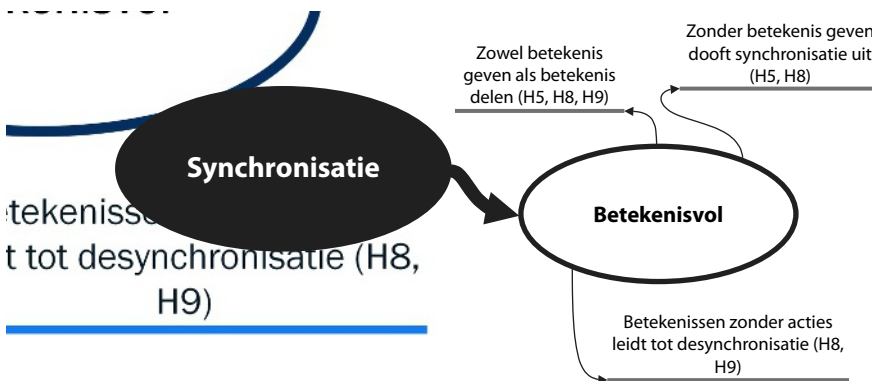 Zowel betekenis
geven als betekenis
delen (H5, H8, H9)
Zonder betekenis geven
dooft synchronisatie uit
(H5, H8)
Synchronisatie
Betekenisvol
t tot desynchronisatie (H8,
H9)
Betekenissen zonder acties
leidt tot desynchronisatie (H8,
H9)